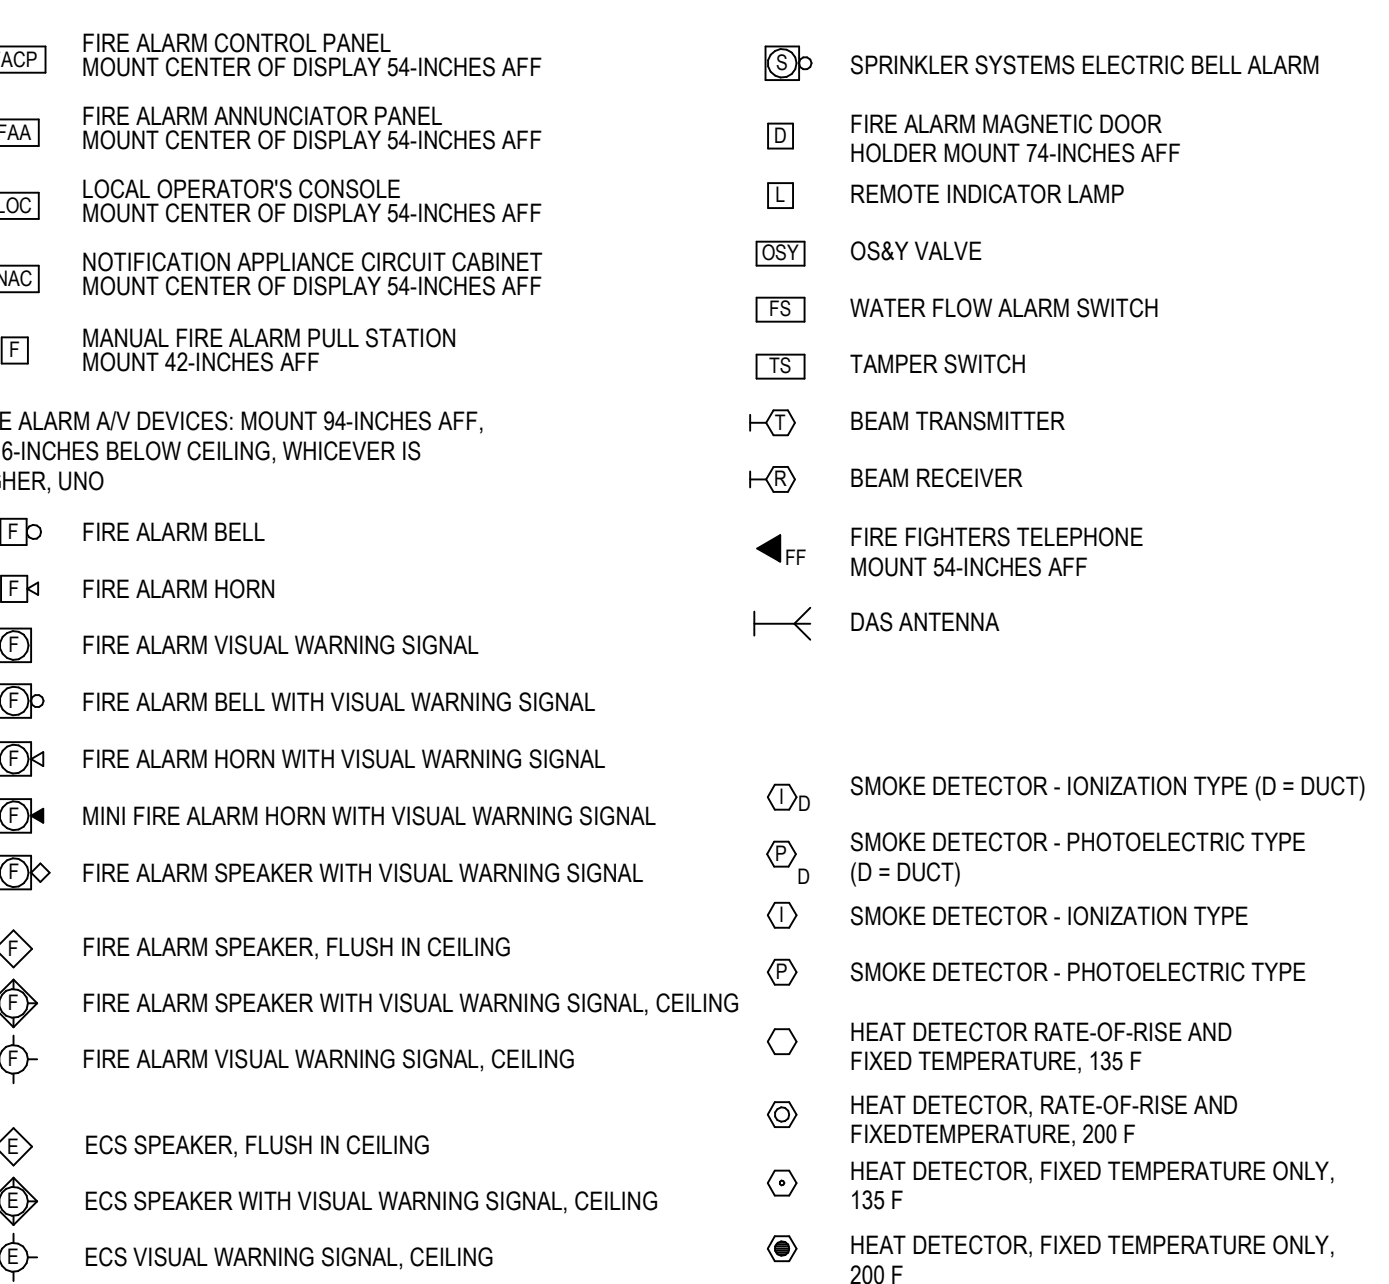 ACP
FIRE ALARM CONTROL PANEL
MOUNT CENTER OF DISPLAY 54-INCHES AFF
FAA
FIRE ALARM ANNUNCIATOR PANEL
MOUNT CENTER OF DISPLAY 54-INCHES AFF
LOC
LOCAL OPERATOR'S CONSOLE
MOUNT CENTER OF DISPLAY 54-INCHES AFF
NAC
NOTIFICATION APPLIANCE CIRCUIT CABINET
MOUNT CENTER OF DISPLAY 54-INCHES AFF
F
MANUAL FIRE ALARM PULL STATION
MOUNT 42-INCHES AFF
E ALARM A/V DEVICES: MOUNT 94-INCHES AFF,
6-INCHES BELOW CEILING, WHICEVER IS
GHER, UNO
F FIRE ALARM BELL
F FIRE ALARM HORN
F FIRE ALARM VISUAL WARNING SIGNAL
F FIRE ALARM BELL WITH VISUAL WARNING SIGNAL
F FIRE ALARM HORN WITH VISUAL WARNING SIGNAL
F MINI FIRE ALARM HORN WITH VISUAL WARNING SIGNAL
F FIRE ALARM SPEAKER WITH VISUAL WARNING SIGNAL
F FIRE ALARM SPEAKER, FLUSH IN CEILING
F FIRE ALARM SPEAKER WITH VISUAL WARNING SIGNAL, CEILING
F FIRE ALARM VISUAL WARNING SIGNAL, CEILING
E ECS SPEAKER, FLUSH IN CEILING
E ECS SPEAKER WITH VISUAL WARNING SIGNAL, CEILING
E ECS VISUAL WARNING SIGNAL, CEILING
S SPRINKLER SYSTEMS ELECTRIC BELL ALARM
D
FIRE ALARM MAGNETIC DOOR
HOLDER MOUNT 74-INCHES AFF
L REMOTE INDICATOR LAMP
OSY OS&Y VALVE
FS WATER FLOW ALARM SWITCH
TS TAMPER SWITCH
T BEAM TRANSMITTER
R BEAM RECEIVER
FF
FIRE FIGHTERS TELEPHONE
MOUNT 54-INCHES AFF
DAS ANTENNA
I D SMOKE DETECTOR - IONIZATION TYPE (D = DUCT)
P D
SMOKE DETECTOR - PHOTOELECTRIC TYPE
(D = DUCT)
I SMOKE DETECTOR - IONIZATION TYPE
P SMOKE DETECTOR - PHOTOELECTRIC TYPE
HEAT DETECTOR RATE-OF-RISE AND
FIXED TEMPERATURE, 135 F
HEAT DETECTOR, RATE-OF-RISE AND
FIXEDTEMPERATURE, 200 F
HEAT DETECTOR, FIXED TEMPERATURE ONLY,
135 F
HEAT DETECTOR, FIXED TEMPERATURE ONLY,
200 F